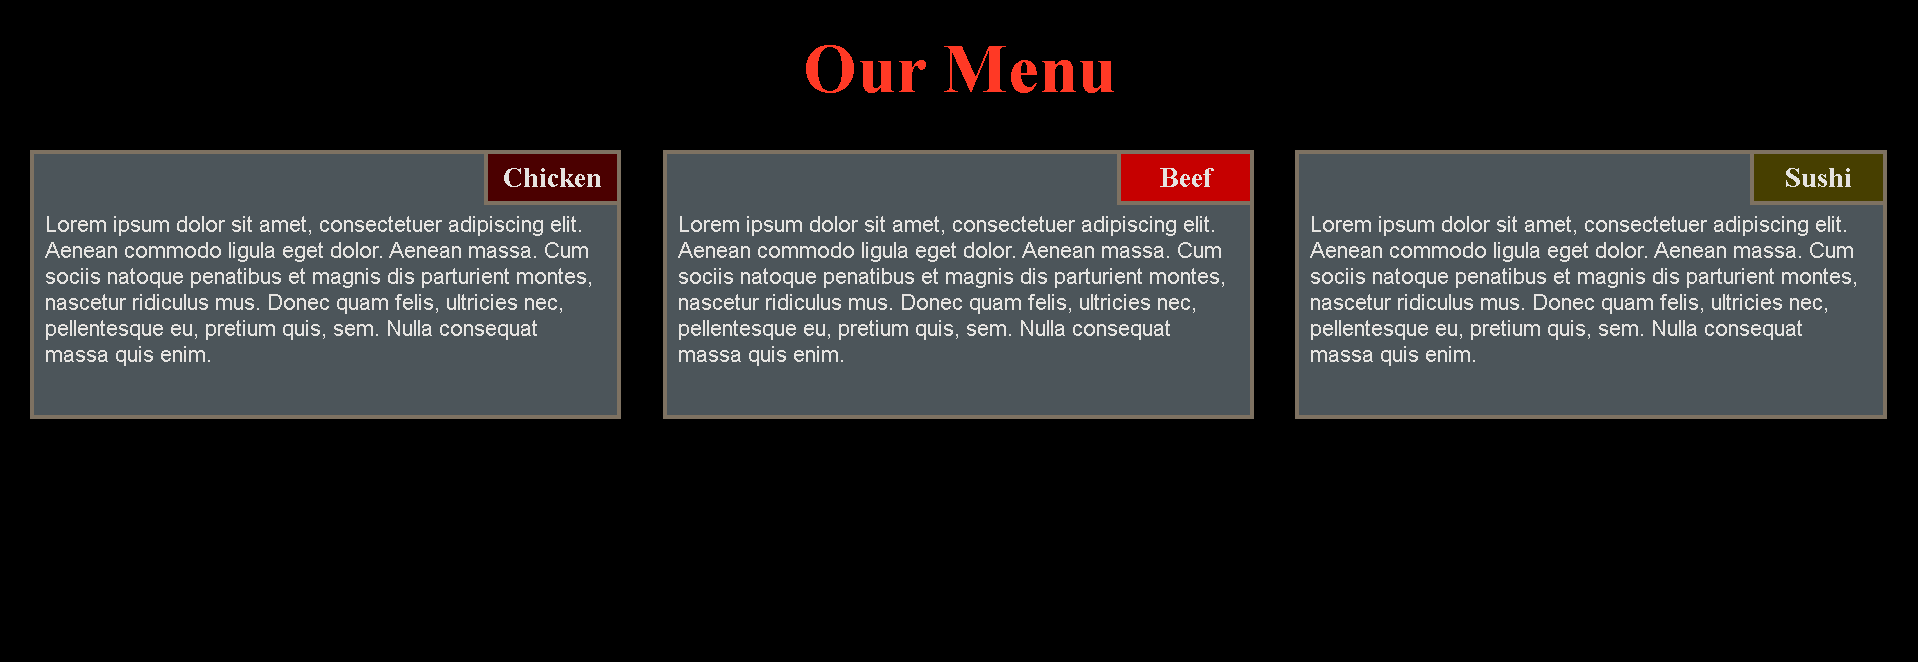 Our Menu
Chicken
Lorem ipsum dolor sit amet, consectetuer adipiscing elit.
Aenean commodo ligula eget dolor. Aenean massa. Cum
sociis natoque penatibus et magnis dis parturient montes,
nascetur ridiculus mus. Donec quam felis, ultricies nec,
pellentesque eu, pretium quis, sem. Nulla consequat
massa quis enim.
Beef
Lorem ipsum dolor sit amet, consectetuer adipiscing elit.
Aenean commodo ligula eget dolor. Aenean massa. Cum
sociis natoque penatibus et magnis dis parturient montes,
nascetur ridiculus mus. Donec quam felis, ultricies nec,
pellentesque eu, pretium quis, sem. Nulla consequat
massa quis enim.
Sushi
Lorem ipsum dolor sit amet, consectetuer adipiscing elit.
Aenean commodo ligula eget dolor. Aenean massa. Cum
sociis natoque penatibus et magnis dis parturient montes,
nascetur ridiculus mus. Donec quam felis, ultricies nec,
pellentesque eu, pretium quis, sem. Nulla consequat
massa quis enim.